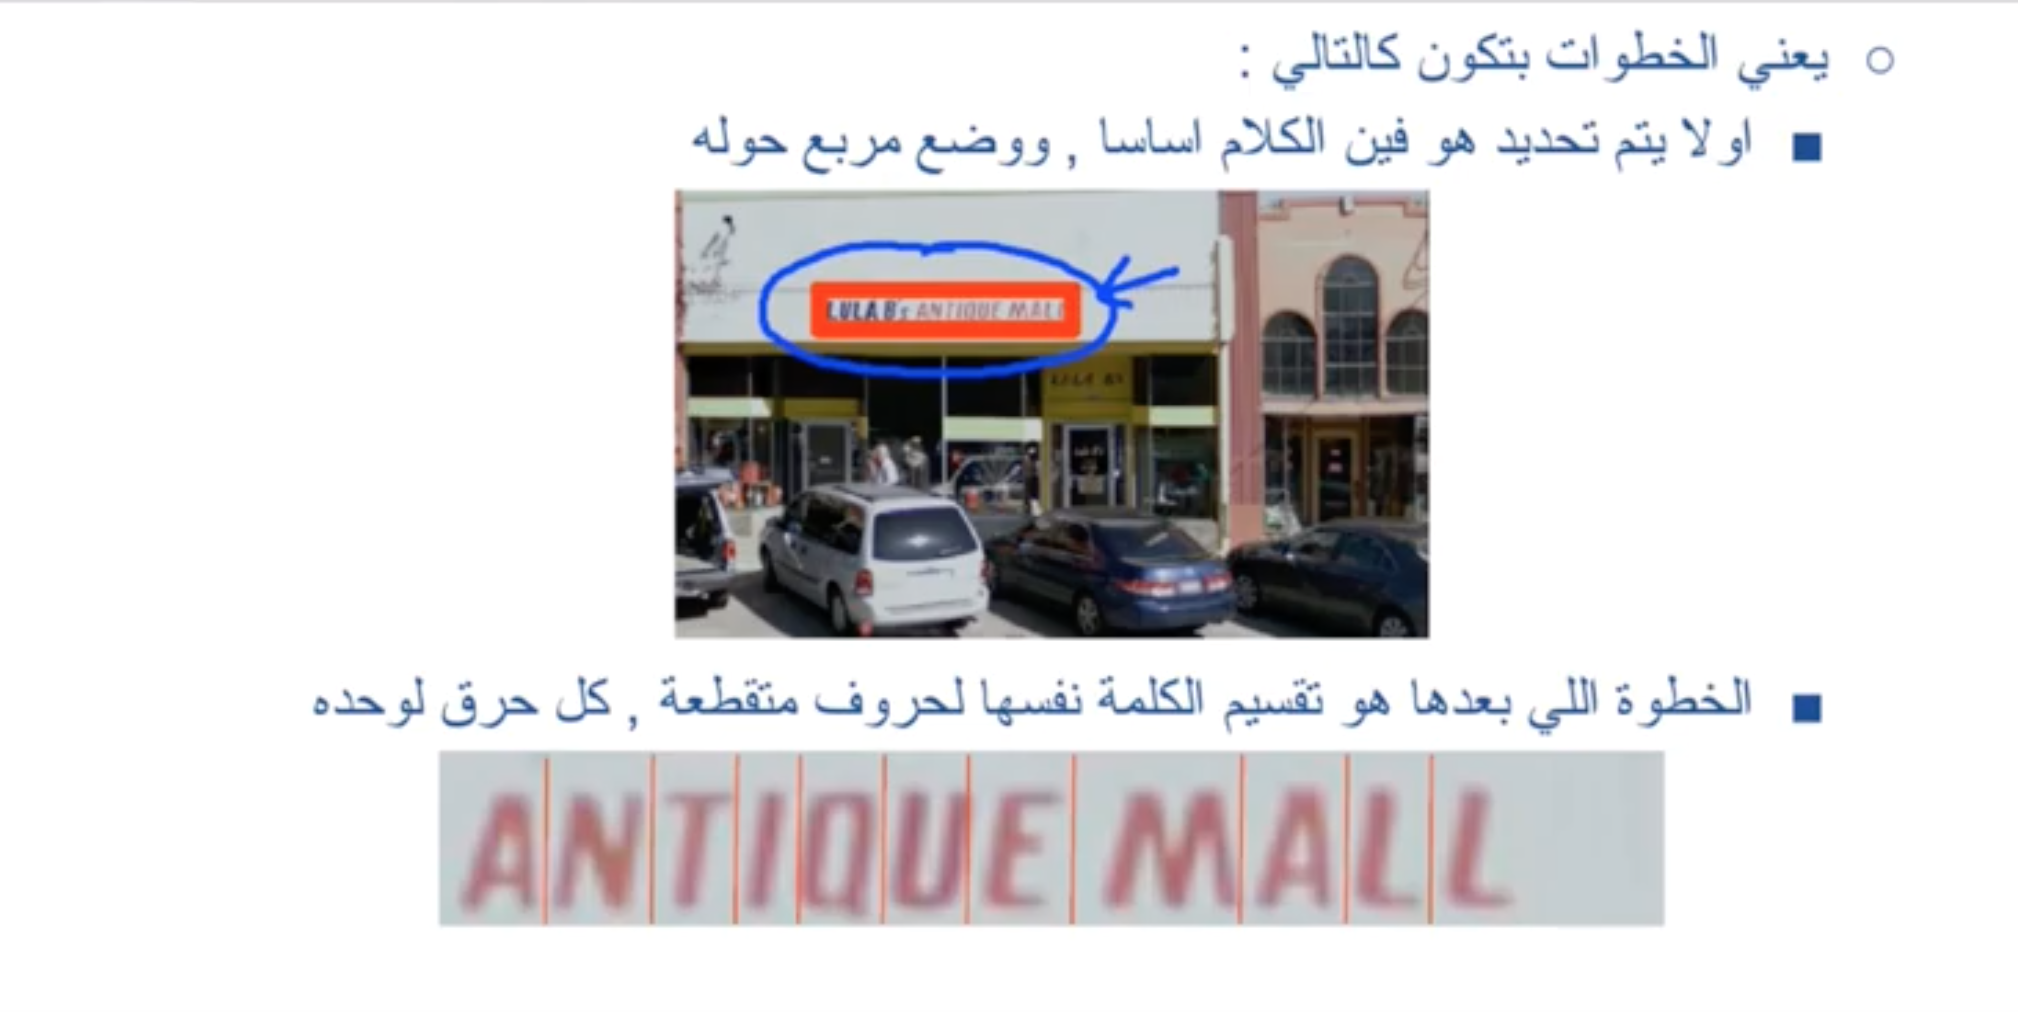 يعني الخطوات بتكون كالتالي :
اولا يتم تحديد هو فين الكلام اساسا , ووضع مربع حوله
LULA B's ANTIQUE MALL
LULA B's
الخطوة اللي بعدها هو تقسيم الكلمة نفسها لحروف متقطعة , كل حرق لوحده
ANTIQUE MALL